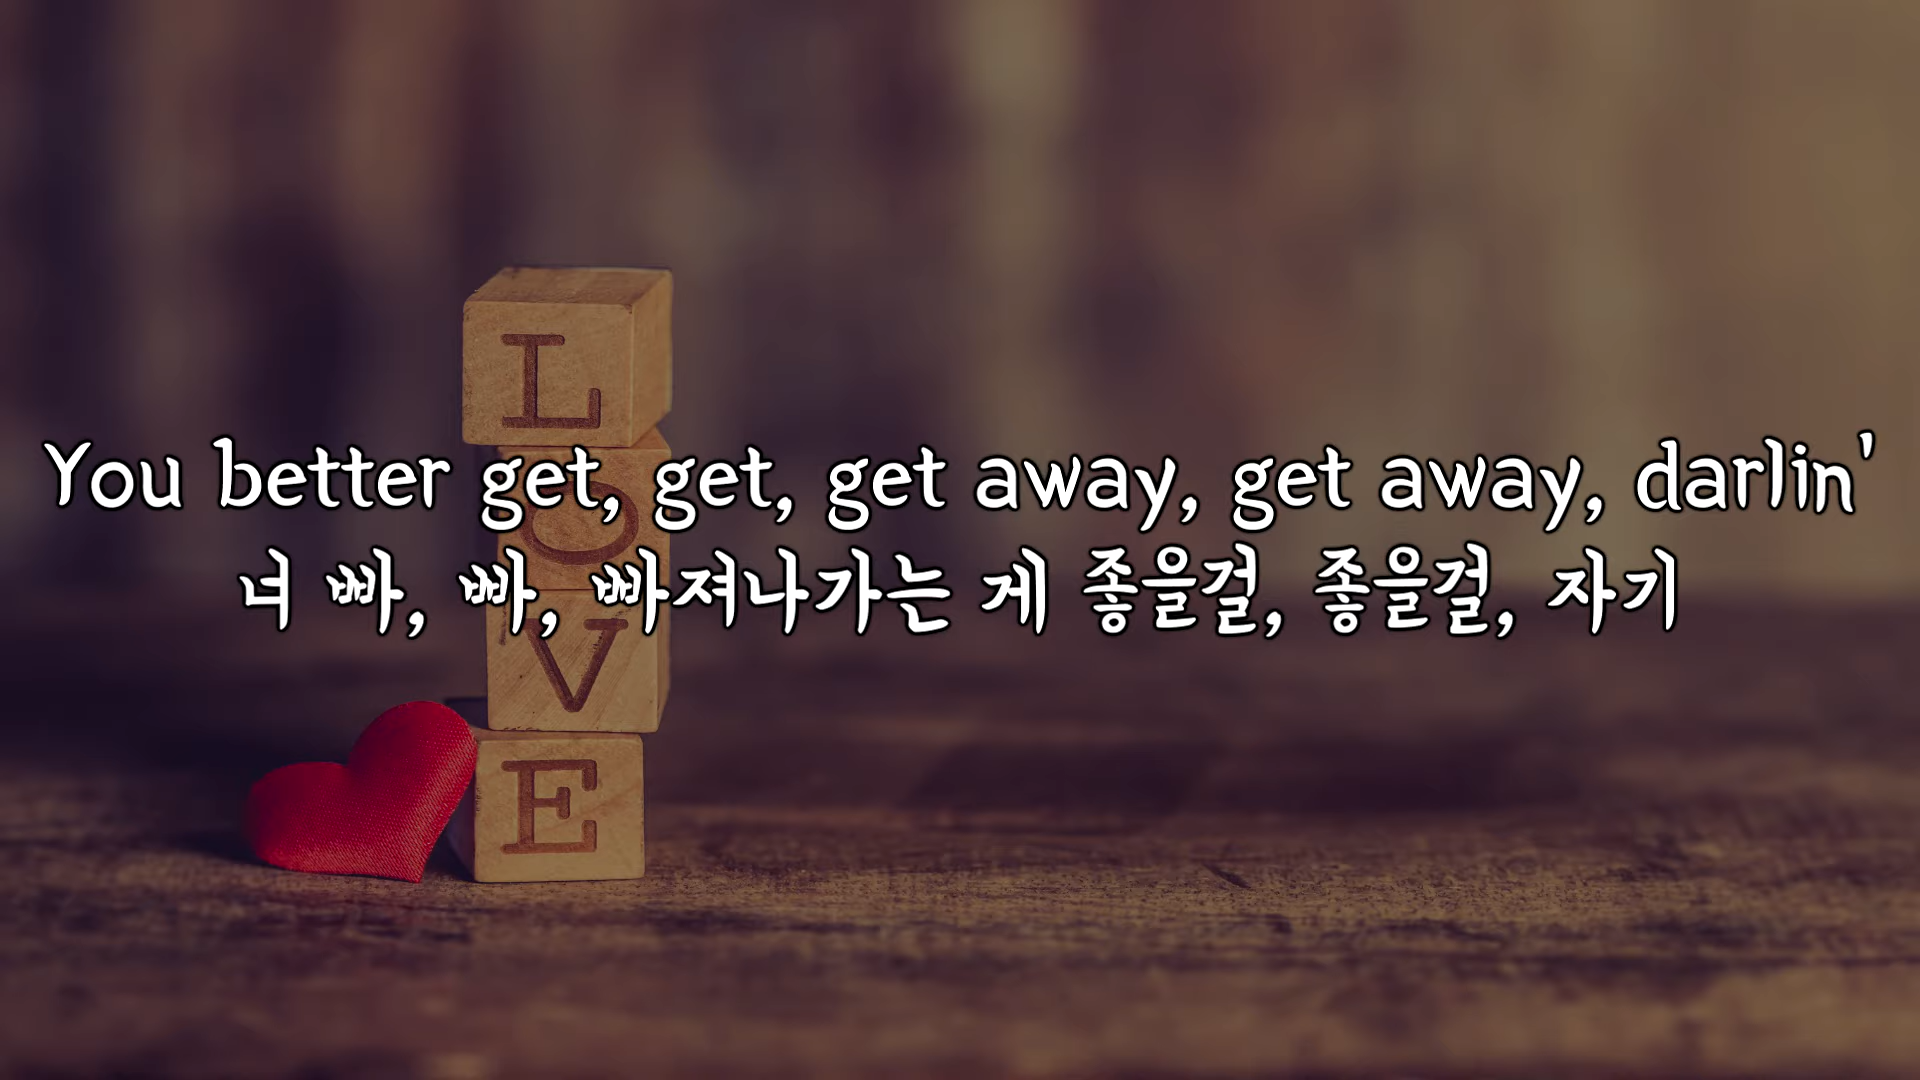 L
You better get, get, get away, get away, darlin'
O
너 빠, 빠, 빠져나가는 게 좋을걸, 좋을걸, 자기
V
E